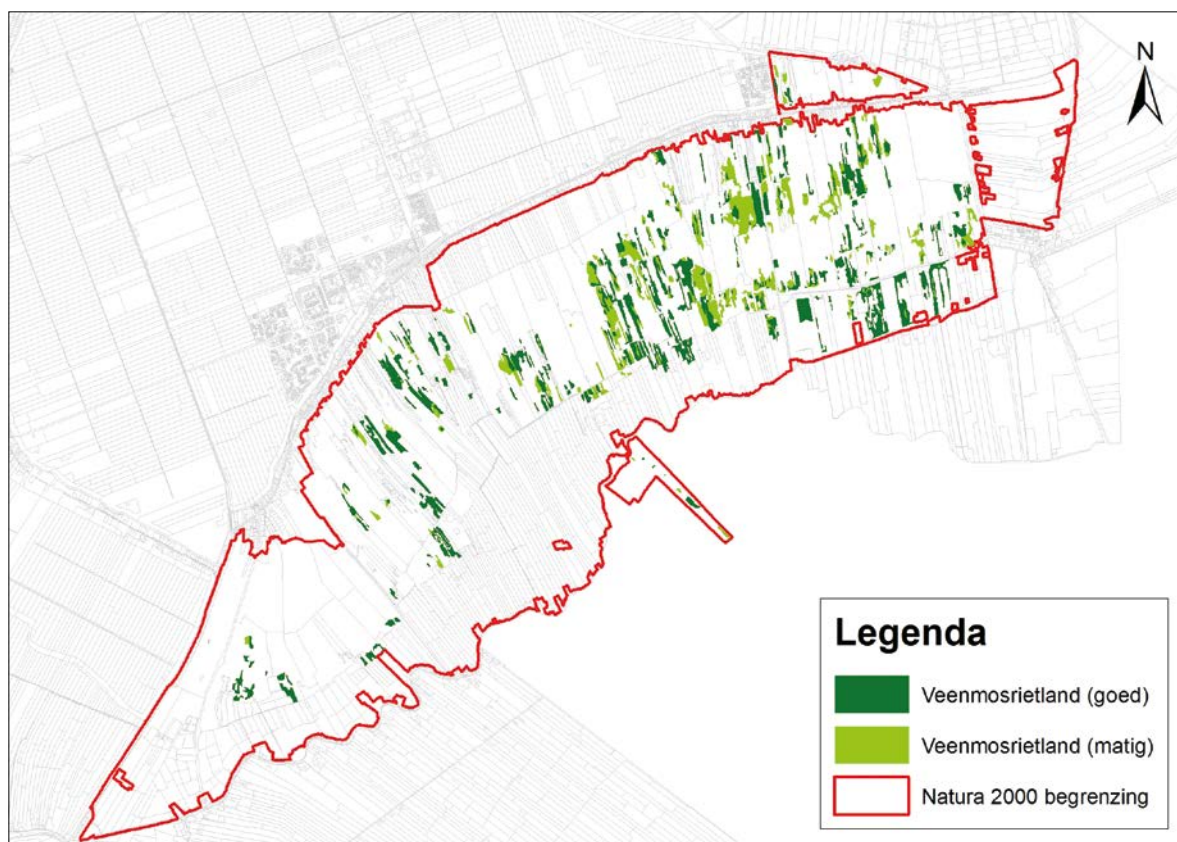 N
Legenda
Veenmosrietland (goed)
Veenmosrietland (matig)
Natura 2000 begrenzing